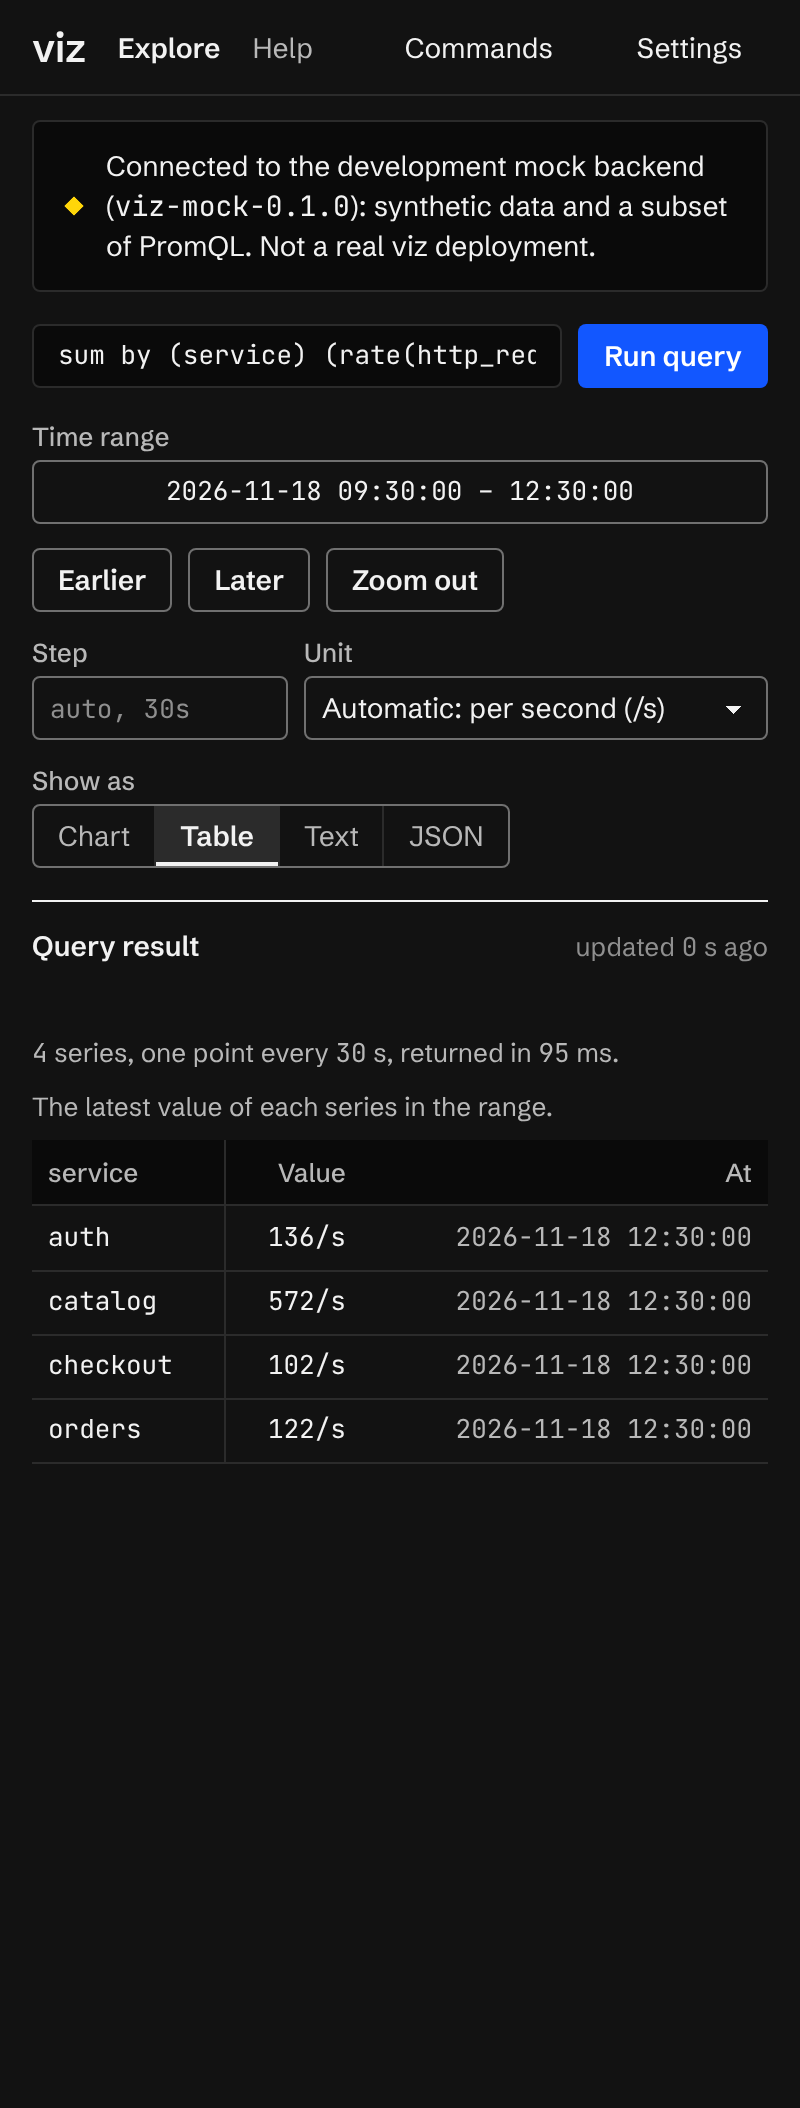 viz Explore Help Commands Settings
Connected to the development mock backend
(viz-mock-0.1.0): synthetic data and a subset
of PromQL. Not a real viz deployment.
sum by (service) (rate(http_req Run query
Time range
2026-11-18 09:30:00 – 12:30:00
Earlier Later Zoom out
Step Unit
auto, 30s Automatic: per second (/s)
Show as
Chart Table Text JSON
Query result updated 0 s ago
4 series, one point every 30 s, returned in 95 ms.
The latest value of each series in the range.
service Value At
auth 136/s 2026-11-18 12:30:00
catalog 572/s 2026-11-18 12:30:00
checkout 102/s 2026-11-18 12:30:00
orders 122/s 2026-11-18 12:30:00